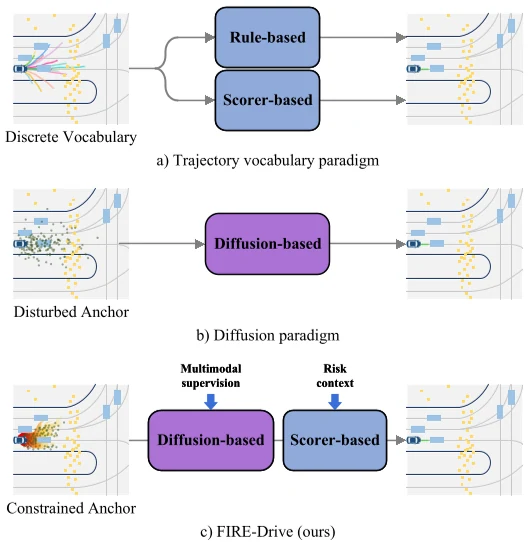 Rule-based
Scorer-based
Discrete Vocabulary
a) Trajectory vocabulary paradigm
Diffusion-based
Disturbed Anchor
b) Diffusion paradigm
Multimodal
supervision
Risk
context
Diffusion-based
Scorer-based
Constrained Anchor
c) FIRE-Drive (ours)